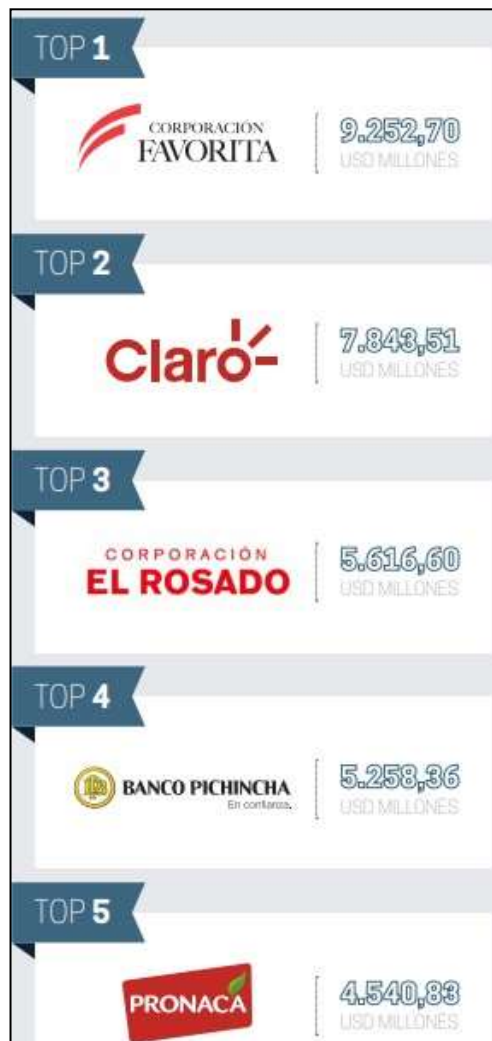 TOP 1
CORPORACIÓN
FAVORITA
9.252,70
USD MILLONES
TOP 2
Claro
7.843,51
USD MILLONES
TOP 3
CORPORACIÓN
EL ROSADO
5.616,60
USD MILLONES
TOP 4
BANCO PICHINCHA
En confianza.
5.258,36
USD MILLONES
TOP 5
PRONACA
4.540,83
USD MILLONES